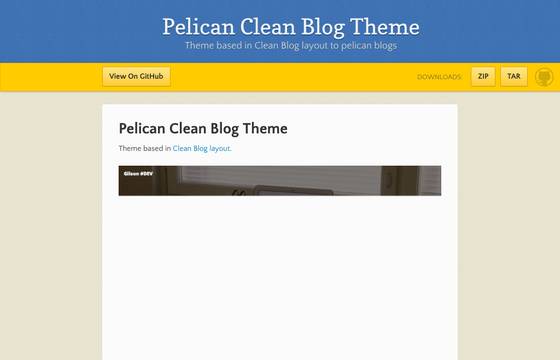 Pelican Clean Blog Theme
Theme based in Clean Blog layout to pelican blogs
View On GitHub
DOWNLOADS:
ZIP
TAR
Pelican Clean Blog Theme
Theme based in Clean Blog layout.
Gilson #DEV